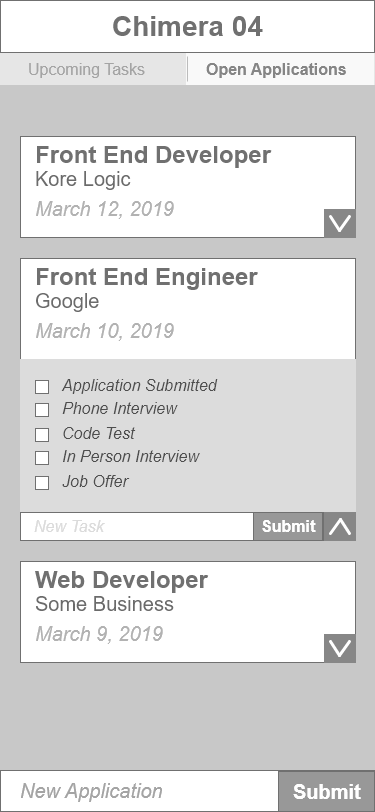 Chimera 04
Upcoming Tasks Open Applications
Front End Developer
Kore Logic
March 12, 2019
Front End Engineer
Google
March 10, 2019
Application Submitted
Phone Interview
Code Test
In Person Interview
Job Offer
New Task Submit
Web Developer
Some Business
March 9, 2019
New Application Submit